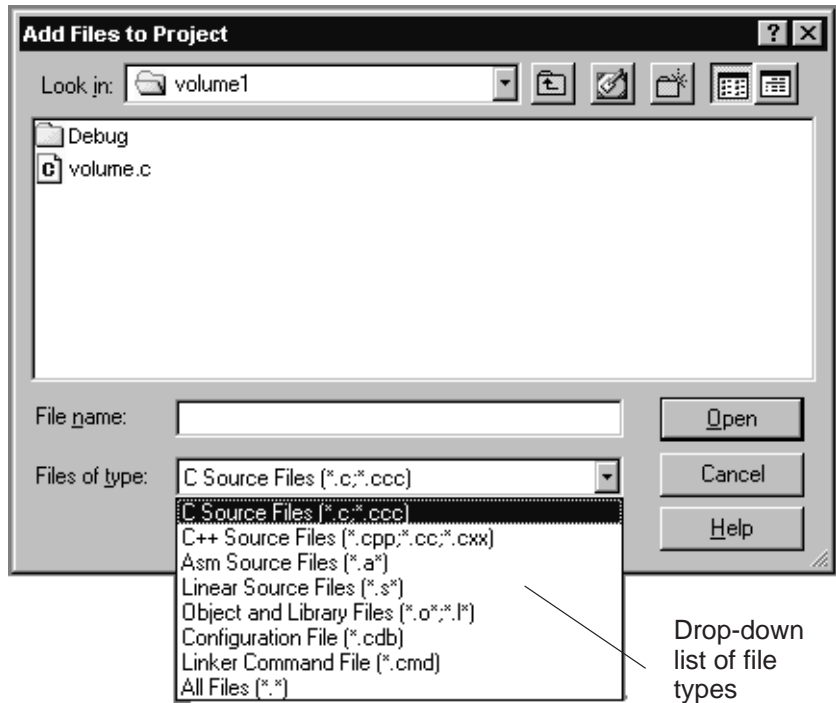 Add Files to Project
Look in: volume1
Debug
volume.c
File name:
Open
Files of type: C Source Files (*.c;*.ccc)
Cancel
C Source Files (*.c;*.ccc)
C++ Source Files (*.cpp;*.cc;*.cxx)
Help
Asm Source Files (*.a*)
Linear Source Files (*.s*)
Object and Library Files (*.o*;*.l*)
Configuration File (*.cdb)
Linker Command File (*.cmd)
All Files (*.*)
Drop-down
list of file
types